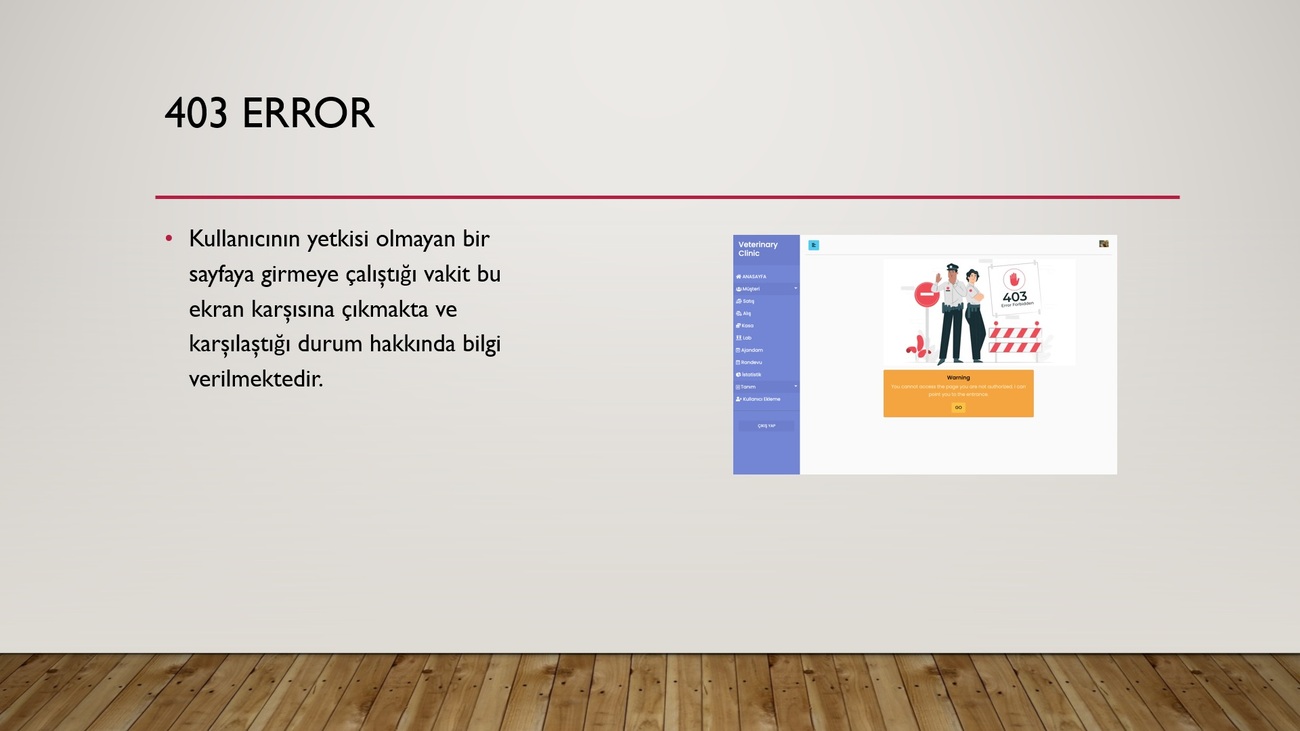 403 ERROR
• Kullanıcının yetkisi olmayan bir
sayfaya girmeye çalıştığı vakit bu
ekran karşısına çıkmakta ve
karşılaştığı durum hakkında bilgi
verilmektedir.
Veterinary
Clinic
ANASAYFA
Müşteri
Satış
Alış
Kasa
Lab
Ajandam
Randevu
İstatistik
Tanım
Kullanıcı Ekleme
ÇIKIŞ YAP
403
Error Forbidden
Warning
You cannot access the page you are not authorized, I can
point you to the entrance.
GO